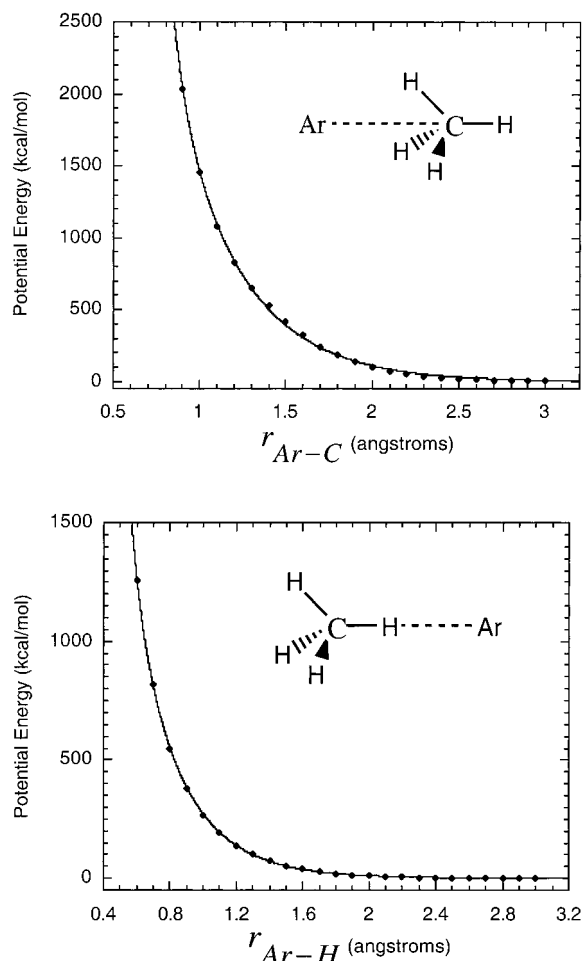 2500
2000
1500
1000
500
0
Potential Energy (kcal/mol)
H
Ar C H
H
H
0.5 1 1.5 2 2.5 3
r Ar-C (angstroms)
1500
1000
500
0
Potential Energy (kcal/mol)
H
C H Ar
H
H
0.4 0.8 1.2 1.6 2 2.4 2.8 3.2
r Ar-H (angstroms)